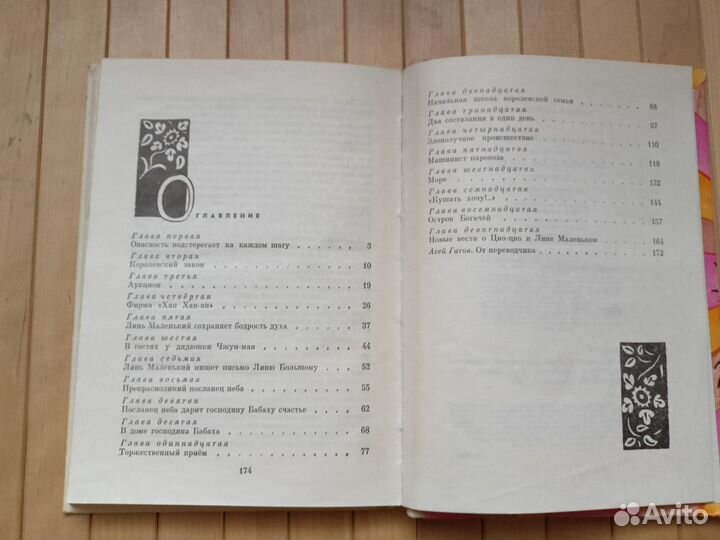 ОГЛАВЛЕНИЕ
Глава первая
Опасность подстерегает на каждом шагу . . . . . . 3
Глава вторая
Королевский закон . . . . . . 10
Глава третья
Аукцион . . . . . . 19
Глава четвёртая
Фирма «Хап Хап-ап» . . . . . . 26
Глава пятая
Линь Маленький сохраняет бодрость духа . . . . . . 37
Глава шестая
В гостях у дядюшки Чжун-ма . . . . . . 44
Глава седьмая
Линь Маленький пишет письмо Линю Большому . . . . . . 52
Глава восьмая
Прекрасноликий посланец неба . . . . . . 55
Глава девятая
Посланец неба дарит господину Бабаху счастье . . . . . . 62
Глава десятая
В доме господина Бабаха . . . . . . 68
Глава одиннадцатая
Торжественный приём . . . . . . 77
174
Глава двенадцатая
Начальная школа королевской семьи . . . . . . 88
Глава тринадцатая
Два состязания в один день . . . . . . 97
Глава четырнадцатая
Злополучное происшествие . . . . . . 110
Глава пятнадцатая
Машинист паровоза . . . . . . 118
Глава шестнадцатая
Море . . . . . . 132
Глава семнадцатая
«Кушать хочу!..» . . . . . . 144
Глава восемнадцатая
Остров Богачей . . . . . . 157
Глава девятнадцатая
Новые вести о Цяо-цяо и Лине Маленьком . . . . . . 164
Агей Гатов. От переводчика . . . . . . 172
Avito